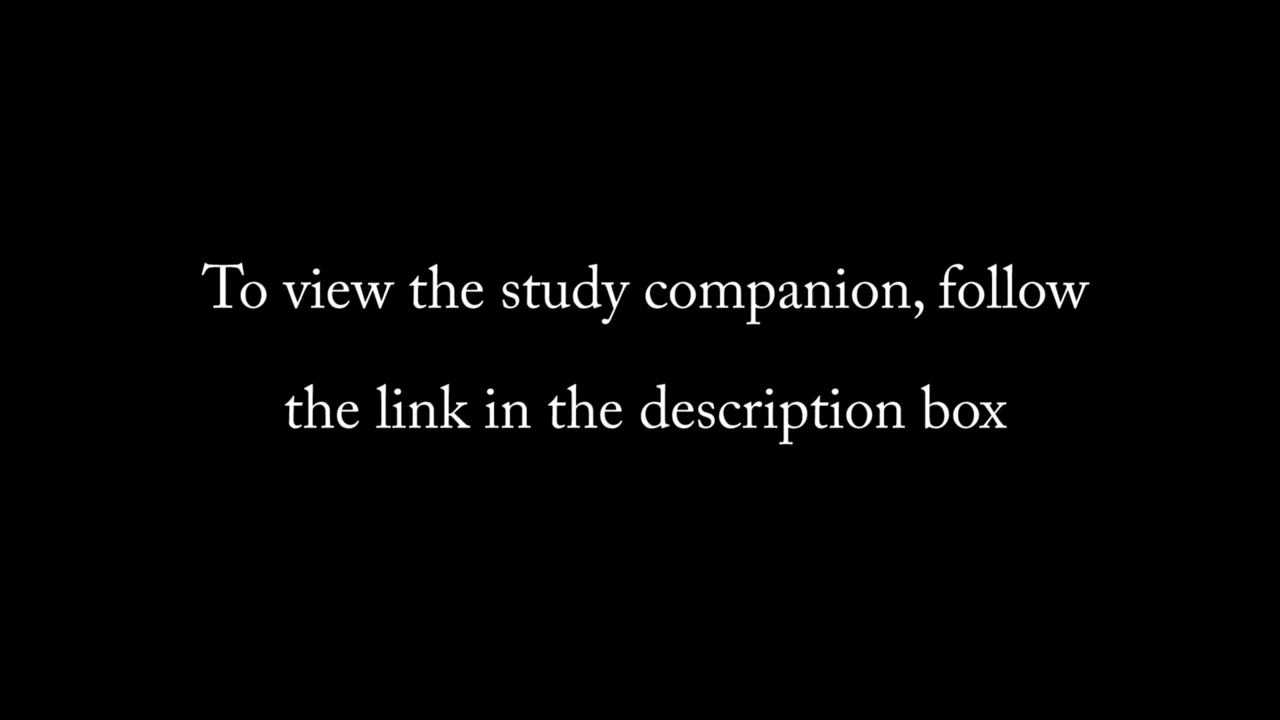 To view the study companion, follow
the link in the description box